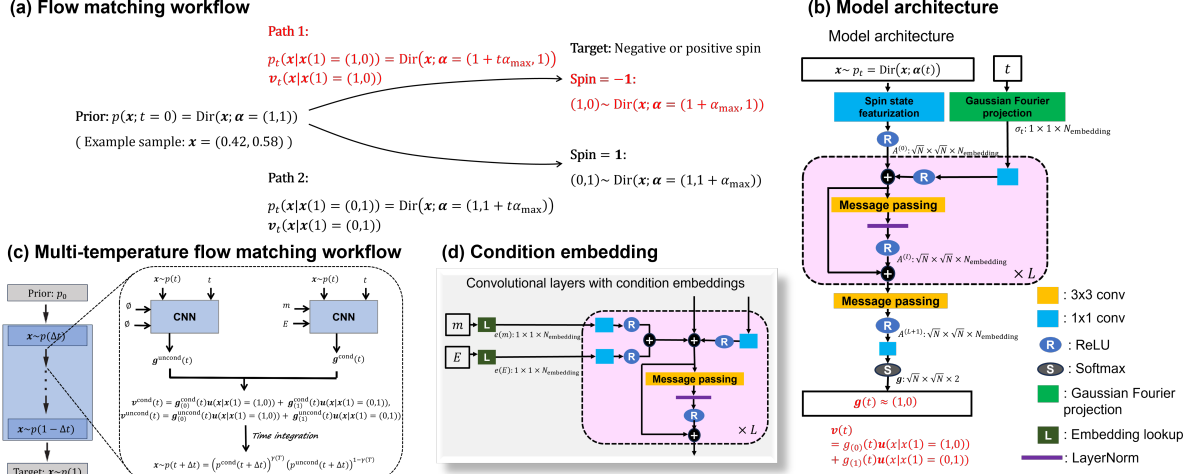 (a) Flow matching workflow
Path 1:
p_t(x|x(1) = (1,0)) = Dir(x; α = (1 + tα_max, 1))
v_t(x|x(1) = (1,0))
Prior: p(x; t = 0) = Dir(x; α = (1,1))
( Example sample: x = (0.42, 0.58) )
Target: Negative or positive spin
Spin = −1:
(1,0)~ Dir(x; α = (1 + α_max, 1))
Spin = 1:
(0,1)~ Dir(x; α = (1,1 + α_max))
Path 2:
p_t(x|x(1) = (0,1)) = Dir(x; α = (1,1 + tα_max))
v_t(x|x(1) = (0,1))
(b) Model architecture
Model architecture
x~ p_t = Dir(x; α(t))
t
Spin state
featurization
Gaussian Fourier
projection
σ_t: 1 × 1 × N_embedding
R
A^(0): √N × √N × N_embedding
+
R
Message passing
R
A^(l): √N × √N × N_embedding
+
× L
Message passing
R
A^(L+1): √N × √N × N_embedding
S
g: √N × √N × 2
g(t) ≈ (1,0)
v(t)
= g_(0)(t)u(x|x(1) = (1,0))
+ g_(1)(t)u(x|x(1) = (0,1))
: 3x3 conv
: 1x1 conv
R : ReLU
S : Softmax
: Gaussian Fourier
projection
L : Embedding lookup
: LayerNorm
(c) Multi-temperature flow matching workflow
Prior: p_0
x~p(Δt)
x~p(1 − Δt)
Target: x~p(1)
x~p(t)
t
∅
∅
CNN
g^uncond(t)
x~p(t)
t
m
E
CNN
g^cond(t)
v^cond(t) = g^cond_(0)(t)u(x|x(1) = (1,0)) + g^cond_(1)(t)u(x|x(1) = (0,1)),
v^uncond(t) = g^uncond_(0)(t)u(x|x(1) = (1,0)) + g^uncond_(1)(t)u(x|x(1) = (0,1))
Time integration
x~p(t + Δt) = (p^cond(t + Δt))^γ(T) (p^uncond(t + Δt))^1−γ(T)
(d) Condition embedding
Convolutional layers with condition embeddings
m
L
e(m): 1 × 1 × N_embedding
R
E
L
e(E): 1 × 1 × N_embedding
R
+
+
R
Message passing
R
+
× L